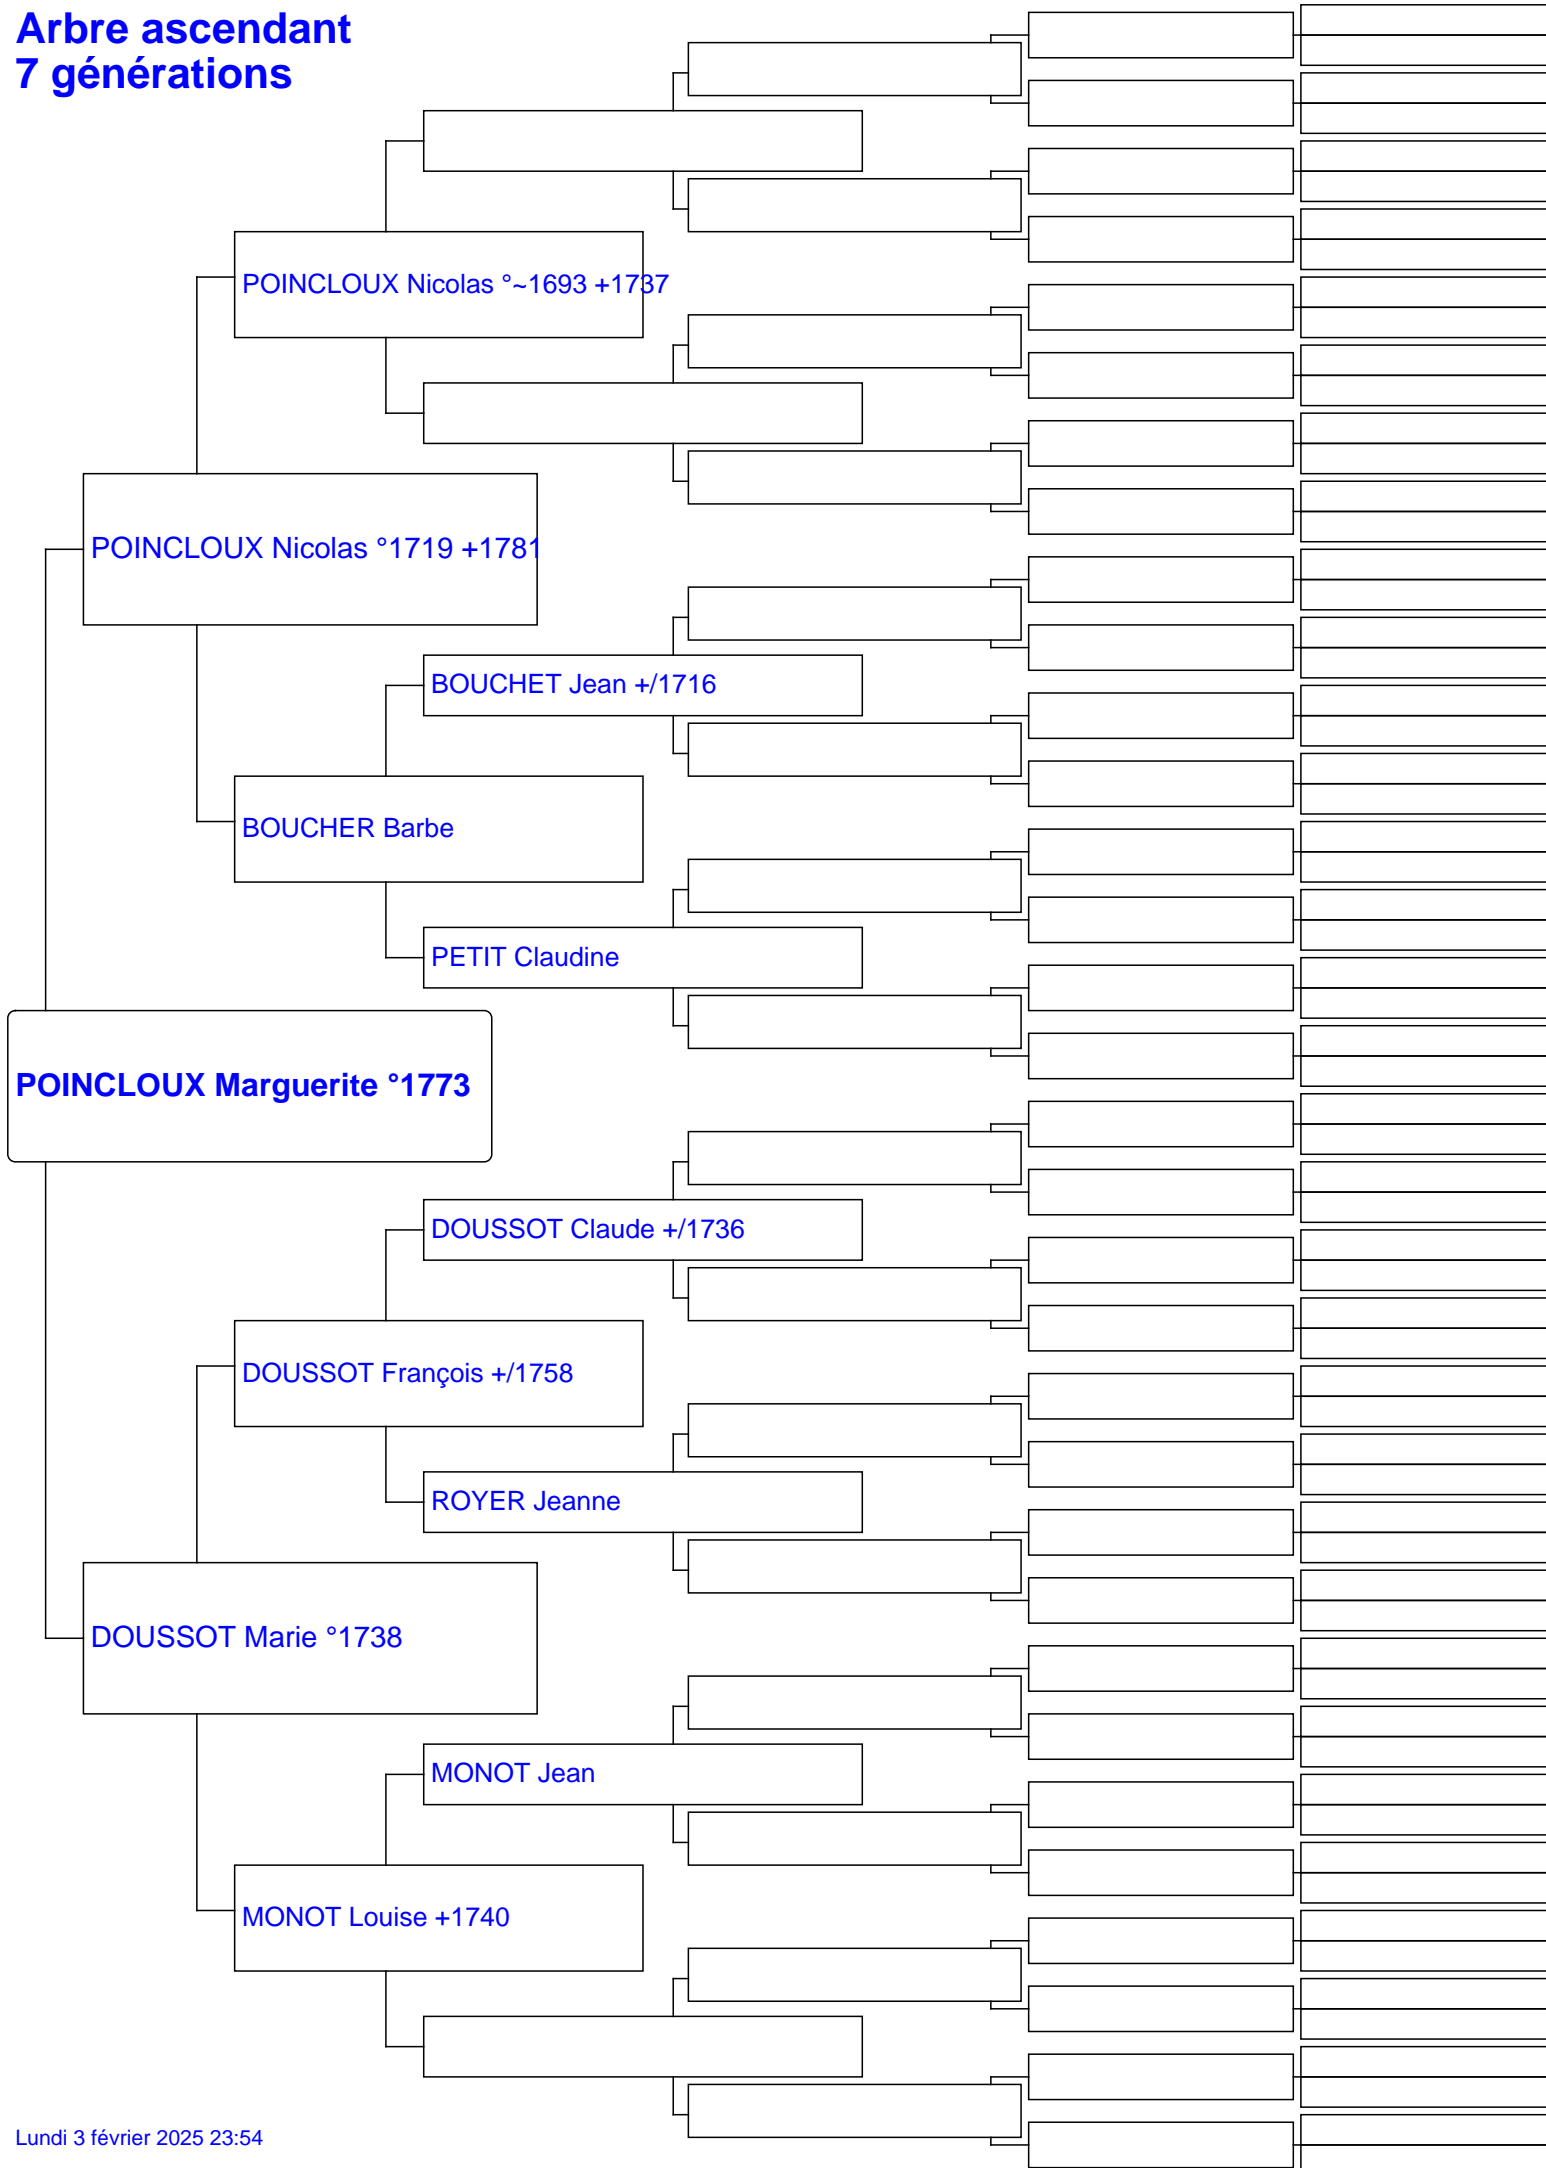 Arbre ascendant
7 générations
POINCLOUX Nicolas °~1693 +1737
POINCLOUX Nicolas °1719 +1781
BOUCHET Jean +/1716
BOUCHER Barbe
PETIT Claudine
POINCLOUX Marguerite °1773
DOUSSOT Claude +/1736
DOUSSOT François +/1758
ROYER Jeanne
DOUSSOT Marie °1738
MONOT Jean
MONOT Louise +1740
Lundi 3 février 2025 23:54